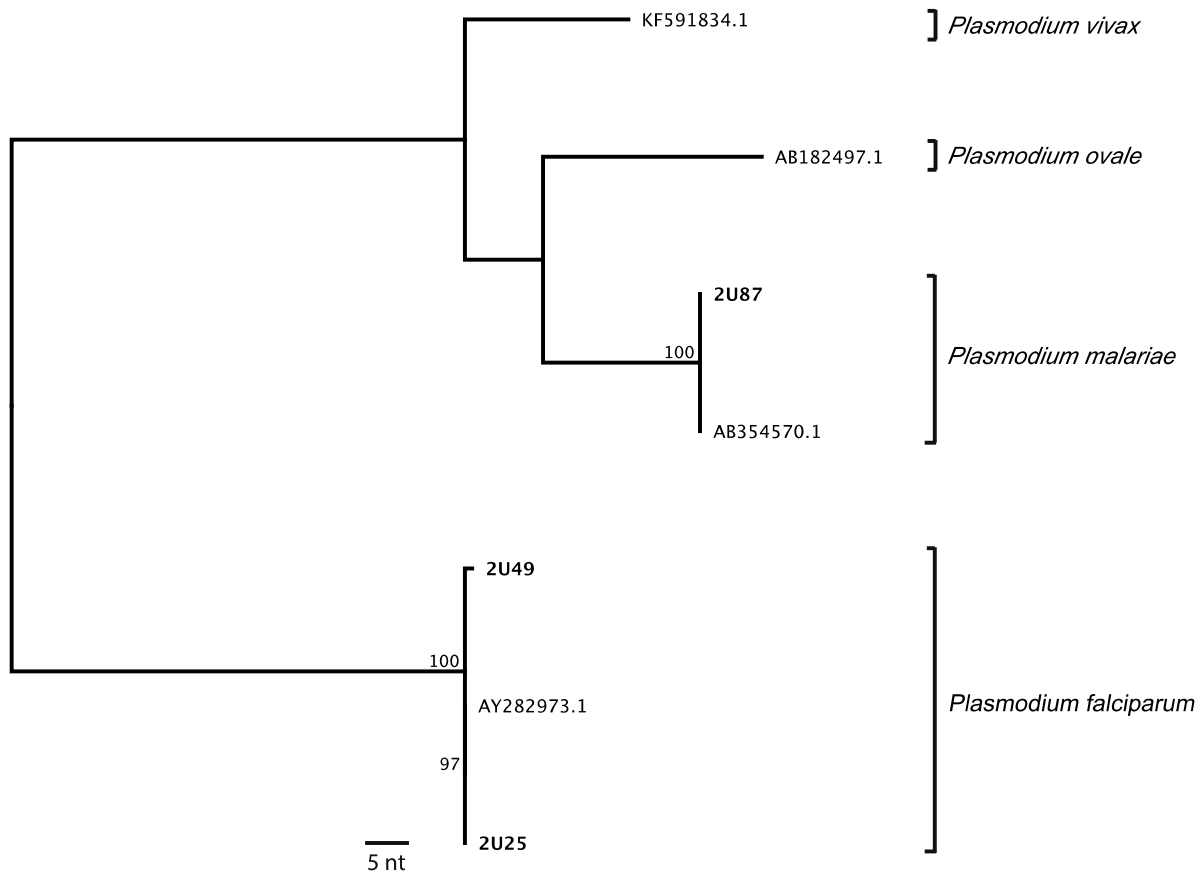 KF591834.1 Plasmodium vivax
AB182497.1 Plasmodium ovale
2U87
100 Plasmodium malariae
AB354570.1
2U49
100
AY282973.1 Plasmodium falciparum
97
2U25
5 nt